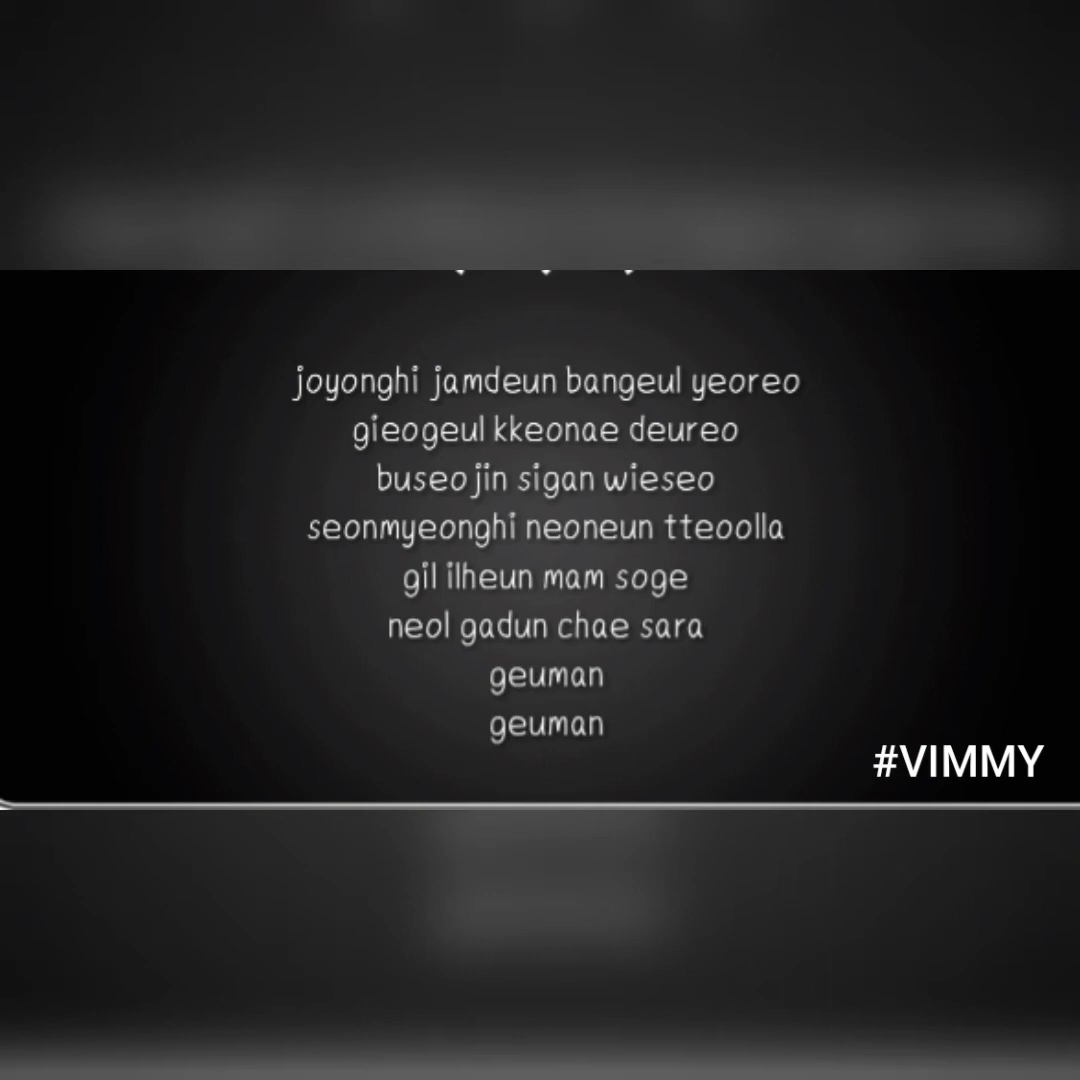 joyonghi jamdeun bangeul yeoreo
gieogeul kkeonae deureo
buseojin sigan wieseo
seonmyeonghi neoneun tteoolla
gil ilheun mam soge
neol gadun chae sara
geuman
geuman
#VIMMY